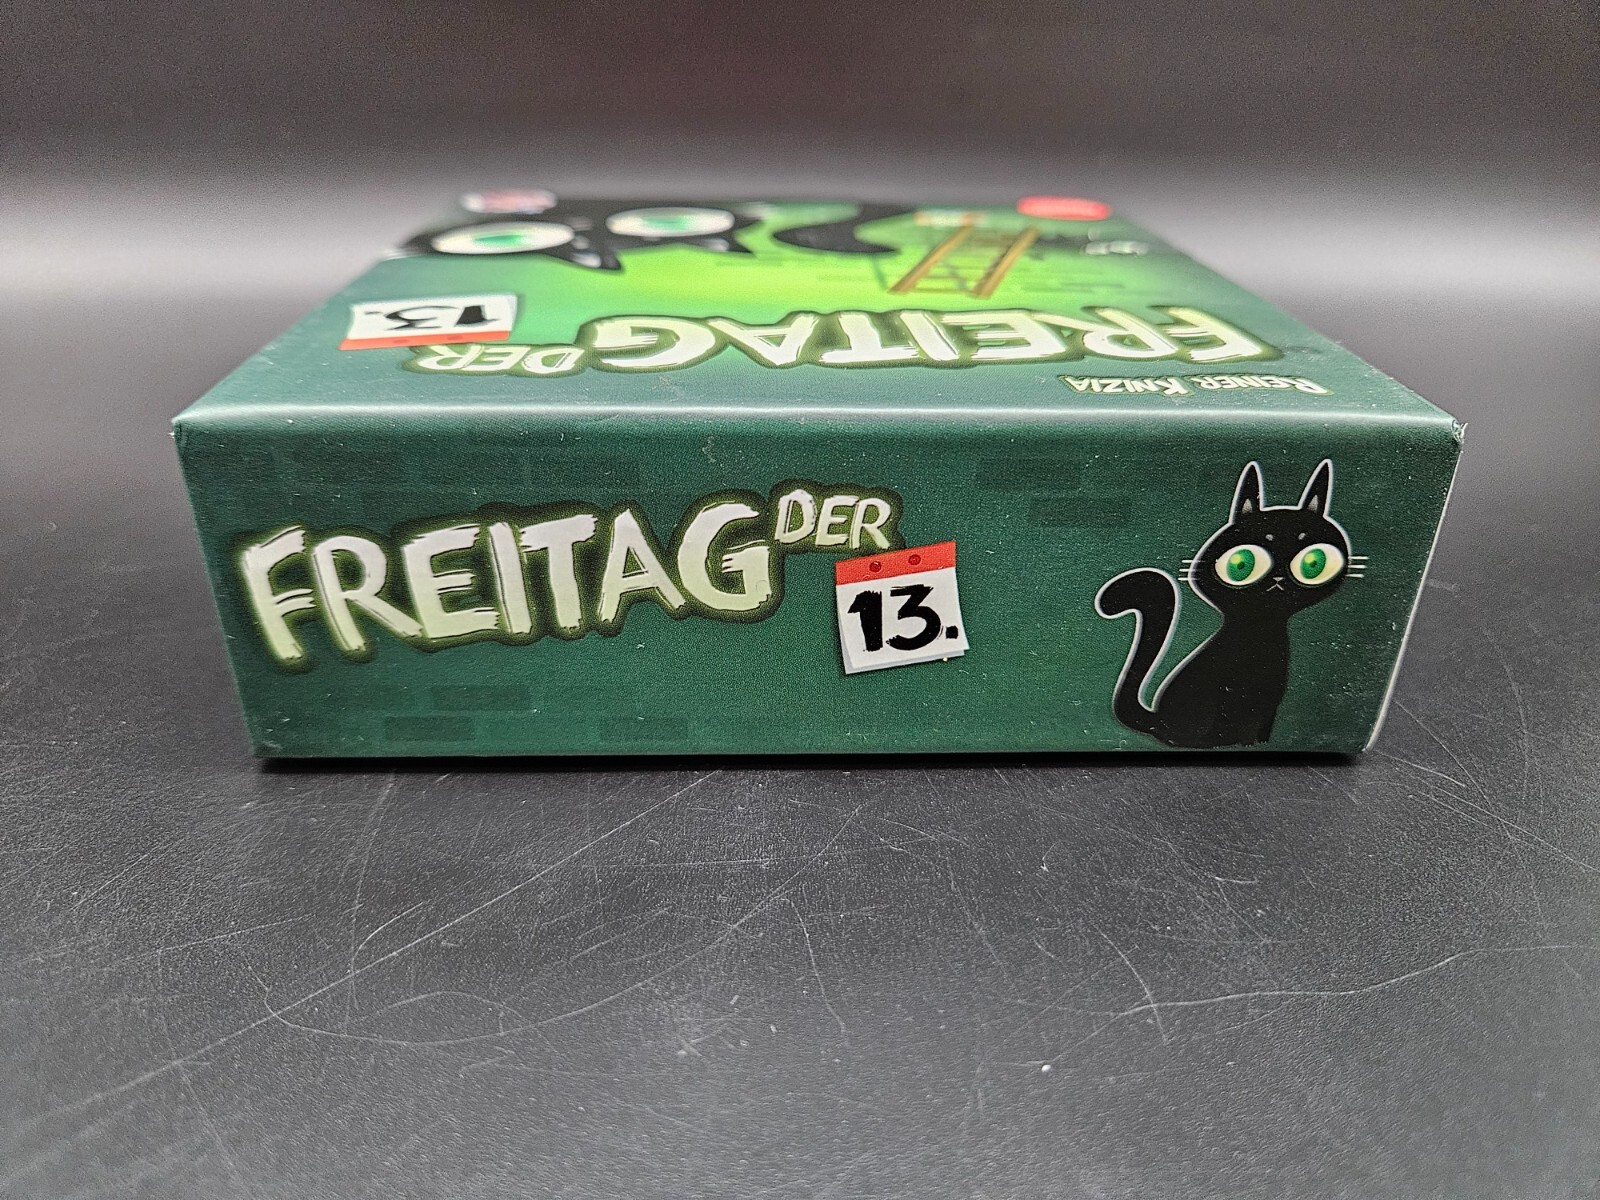 REINER KNIZIA
FREITAG DER
13.
FREITAG DER
13.